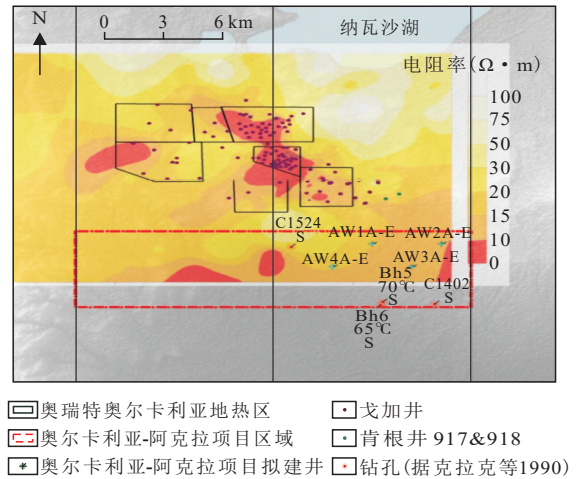 N
0 3 6 km
纳瓦沙湖
电阻率(Ω·m)
100
75
50
30
20
15
10
0
C1524
S
AW1A-E
AW2A-E
AW4A-E
AW3A-E
Bh5
70℃
S
C1402
S
Bh6
65℃
S
奥瑞特奥尔卡利亚地热区
戈加井
奥尔卡利亚-阿克拉项目区域
肯根井 917&918
奥尔卡利亚-阿克拉项目拟建井
钻孔(据克拉克等1990)